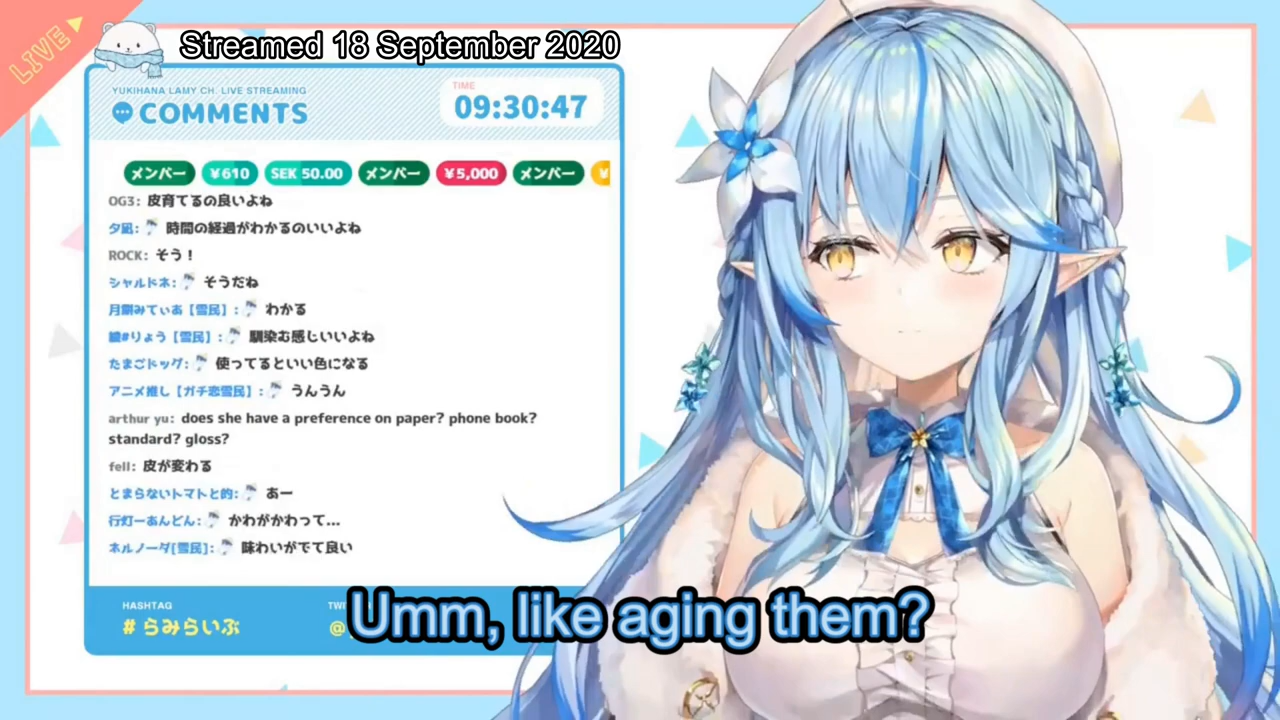 LIVE
Streamed 18 September 2020
YUKIHANA LAMY CH. LIVE STREAMING
COMMENTS
TIME
09:30:47
メンバー ¥610 SEK 50.00 メンバー ¥5,000 メンバー ¥
OG3: 皮育てるの良いよね
夕凪: 時間の経過がわかるのいいよね
ROCK: そう！
シャルドネ: そうだね
月影みてぃあ【雪民】: わかる
#りょう【雪民】: 馴染む感じいいよね
たまごドッグ: 使ってるといい色になる
アニメ推し【ガチ恋雪民】: うんうん
arthur yu: does she have a preference on paper? phone book?
standard? gloss?
fell: 皮が変わる
とまらないトマトと的: あー
行灯ーあんどん: かわがかわって...
ネルノーダ[雪民]: 味わいがでて良い
HASHTAG
# らみらいぶ
TWI
@
Umm, like aging them?